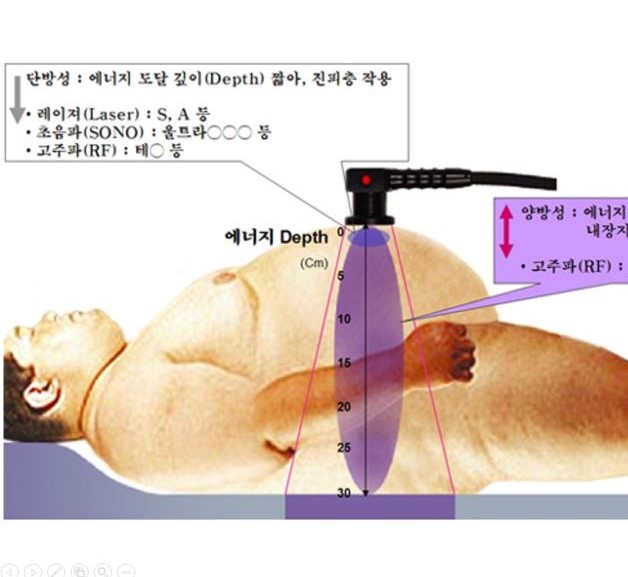 단방성 : 에너지 도달 깊이(Depth) 짧아, 진피층 작용
• 레이저(Laser) : S, A 등
• 초음파(SONO) : 울트라○○○ 등
• 고주파(RF) : 테○ 등
양방성 : 에너지
내장지
• 고주파(RF) :
에너지 Depth
(Cm)
0
5
10
15
20
25
30